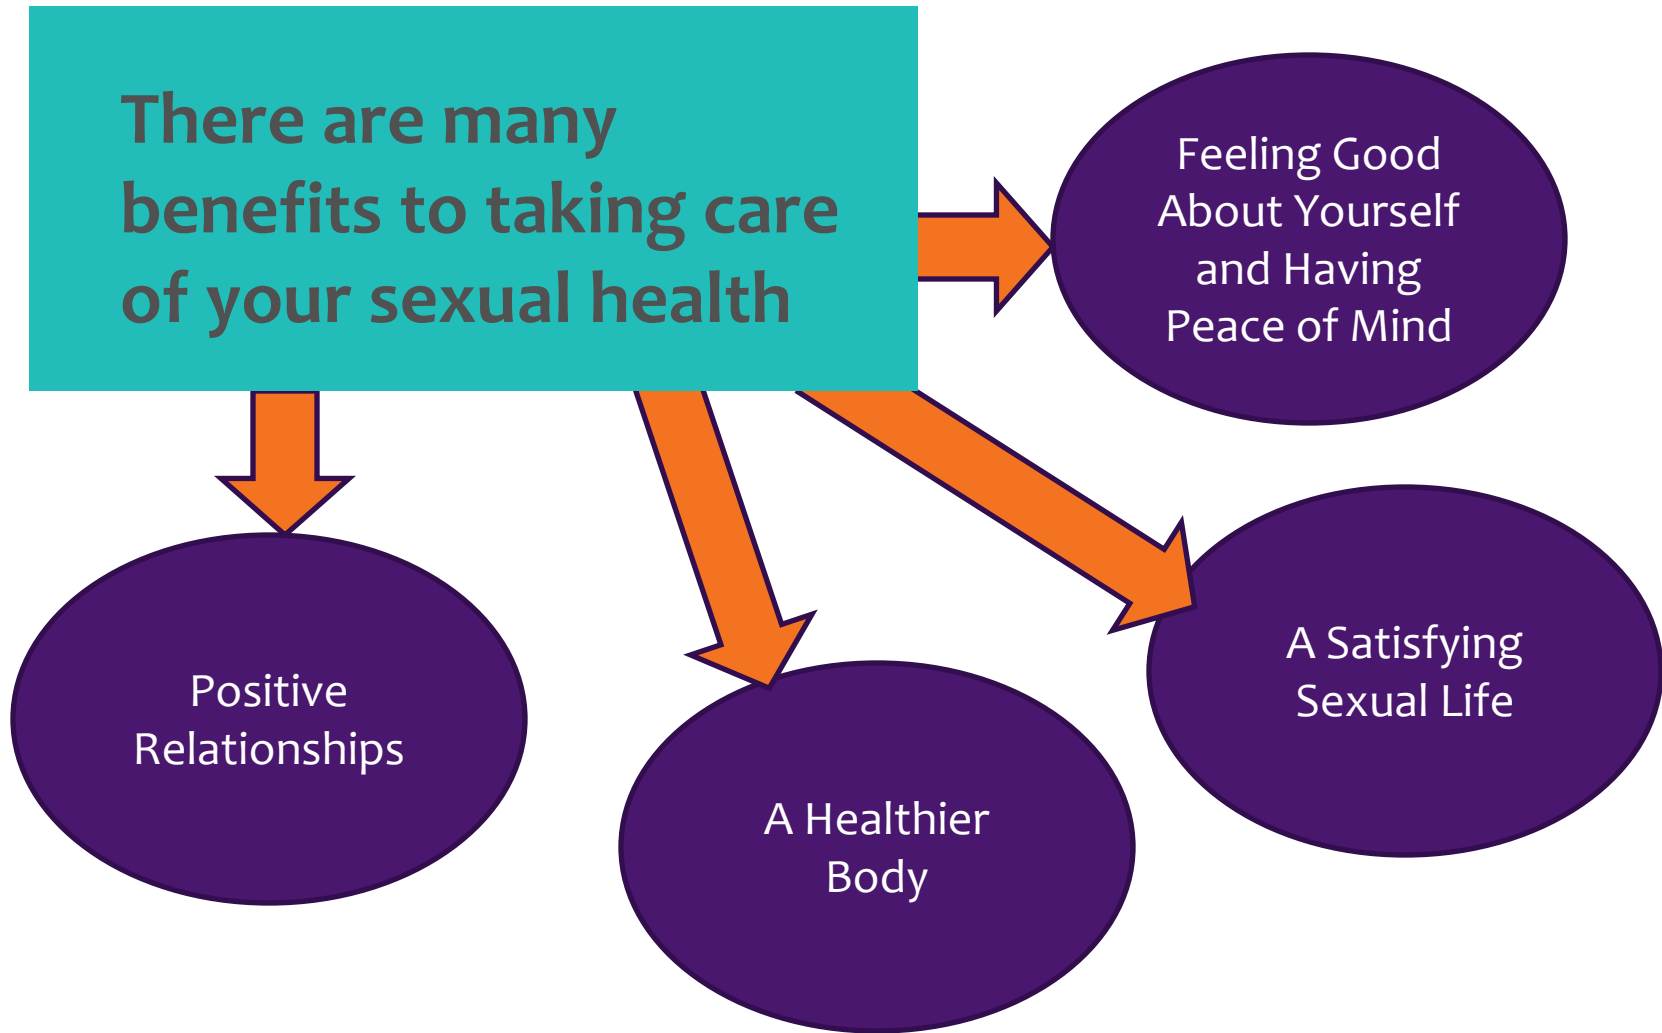 There are many
benefits to taking care
of your sexual health
Feeling Good
About Yourself
and Having
Peace of Mind
A Satisfying
Sexual Life
Positive
Relationships
A Healthier
Body